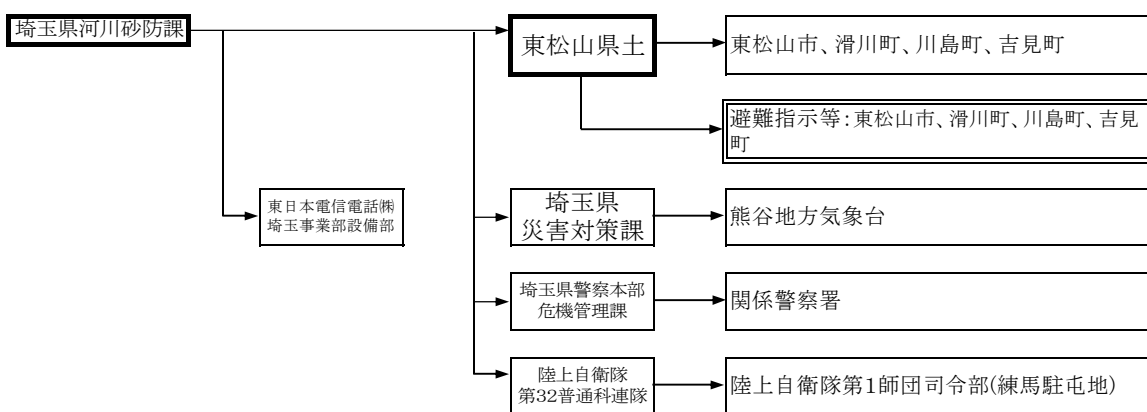 埼玉県河川砂防課
東松山県土
東松山市、滑川町、川島町、吉見町
避難指示等:東松山市、滑川町、川島町、吉見
町
東日本電信電話㈱
埼玉事業部設備部
埼玉県
災害対策課
熊谷地方気象台
埼玉県警察本部
危機管理課
関係警察署
陸上自衛隊
第32普通科連隊
陸上自衛隊第1師団司令部(練馬駐屯地)